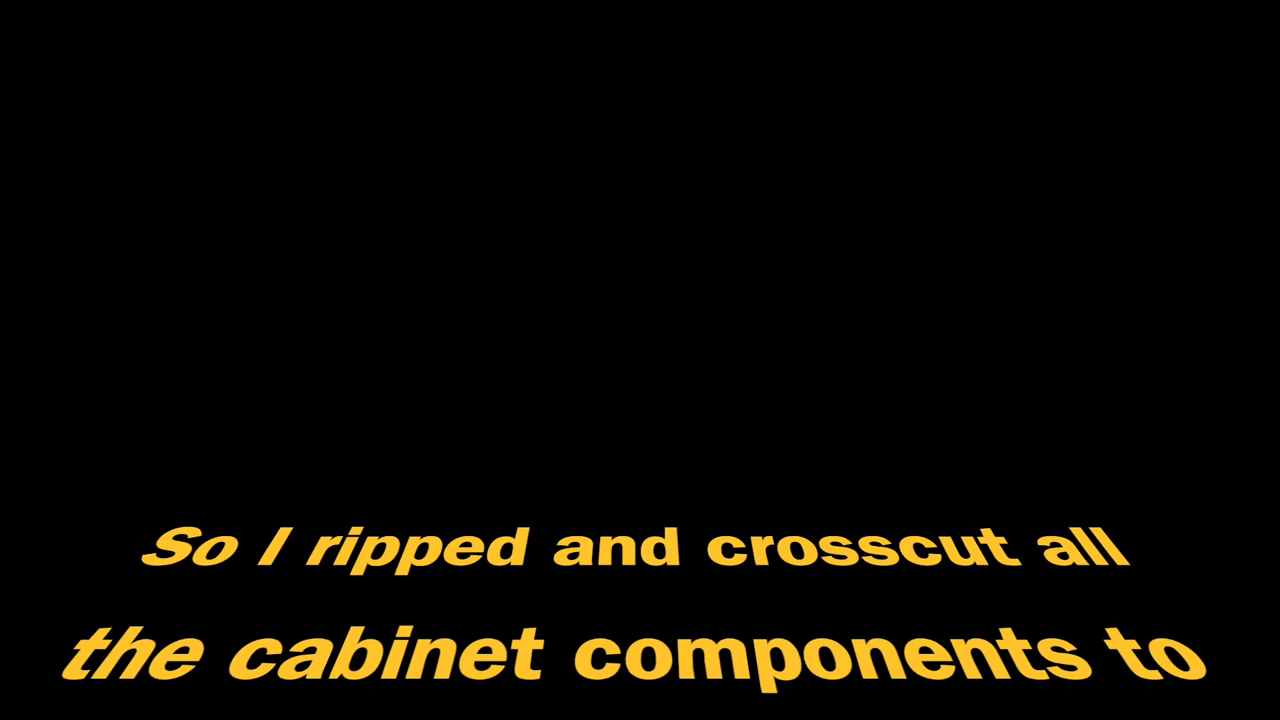 So I ripped and crosscut all
the cabinet components to